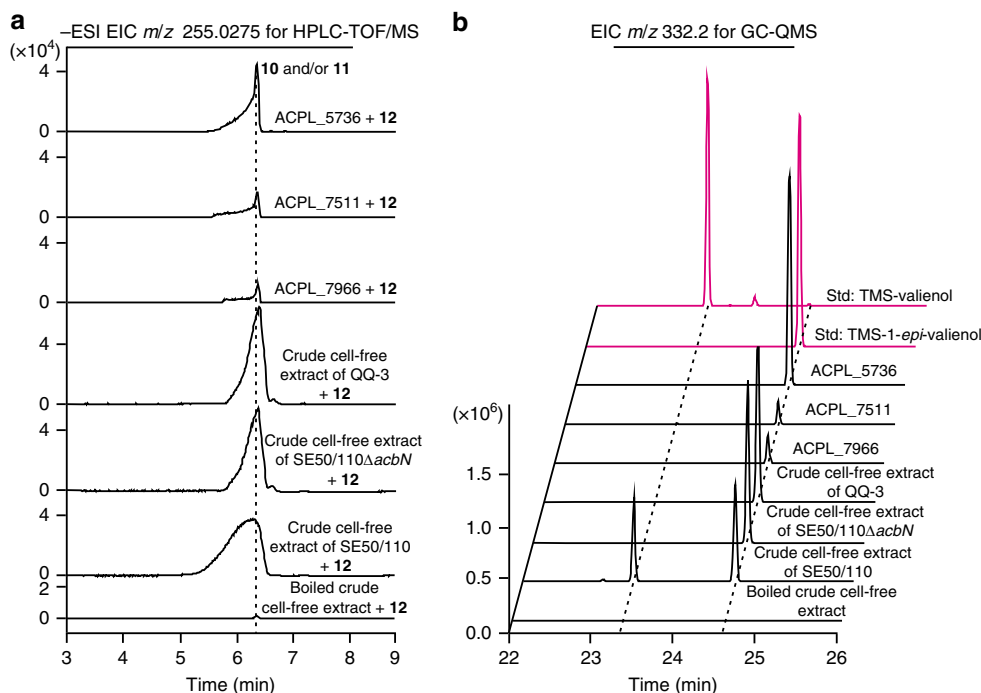 a
–ESI EIC m/z 255.0275 for HPLC-TOF/MS
(×10⁴)
4
10 and/or 11
ACPL_5736 + 12
0
4
ACPL_7511 + 12
0
4
ACPL_7966 + 12
0
4
Crude cell-free
extract of QQ-3
+ 12
0
4
Crude cell-free extract
of SE50/110ΔacbN
+ 12
0
4
Crude cell-free
extract of SE50/110
+ 12
0
2
Boiled crude
cell-free extract + 12
0
3 4 5 6 7 8 9
Time (min)
b
EIC m/z 332.2 for GC-QMS
Std: TMS-valienol
Std: TMS-1-epi-valienol
ACPL_5736
ACPL_7511
ACPL_7966
Crude cell-free extract
of QQ-3
Crude cell-free extract
of SE50/110ΔacbN
Crude cell-free extract
of SE50/110
Boiled crude cell-free
extract
(×10⁶)
1.5
1.0
0.5
0.0
22 23 24 25 26
Time (min)